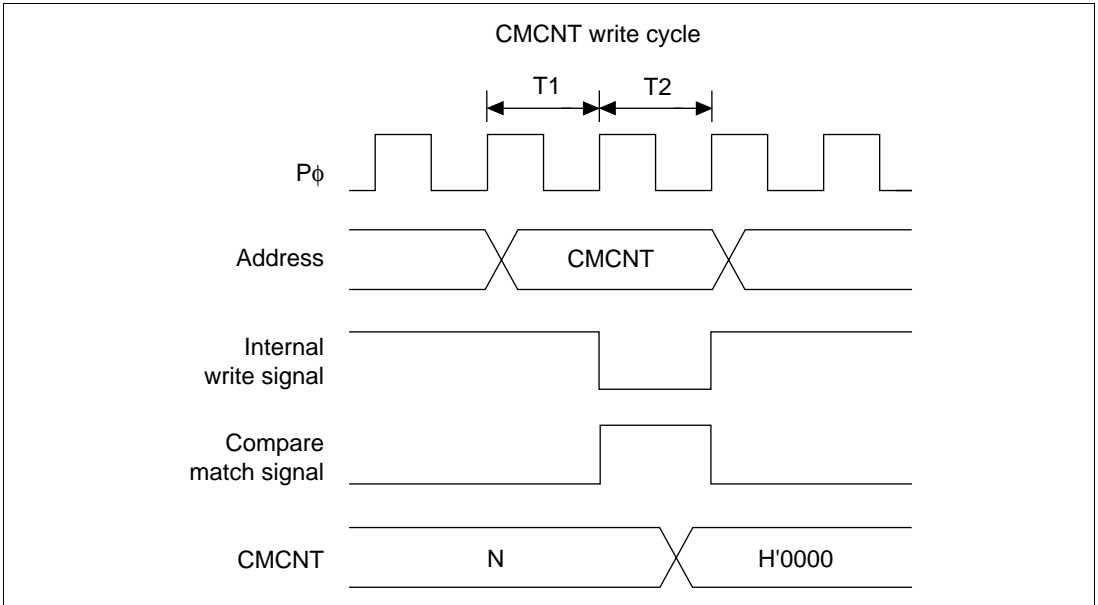 CMCNT write cycle
T1 T2
Pϕ
Address CMCNT
Internal
write signal
Compare
match signal
CMCNT N H'0000